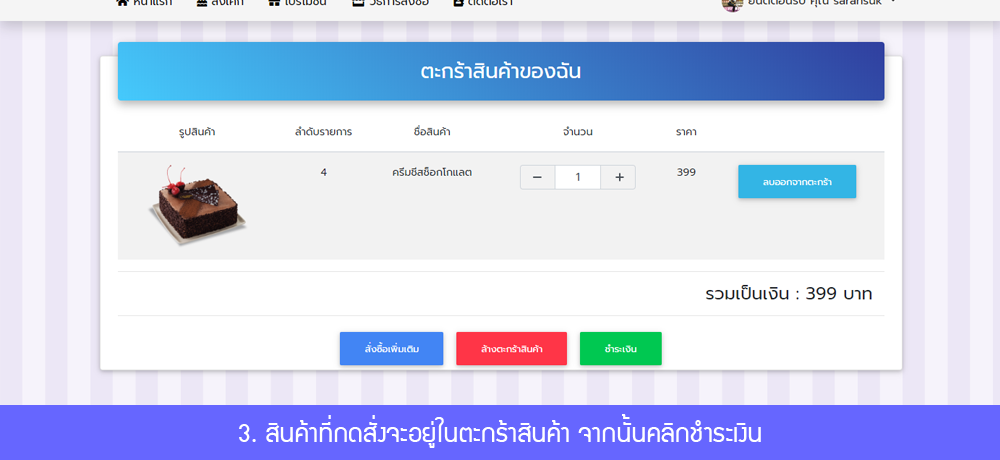 หน้าแรก สั่งเค้ก โปรโมชั่น วิธีการสั่งซื้อ ติดต่อเรา ยินดีต้อนรับ คุณ saransuk
ตะกร้าสินค้าของฉัน
รูปสินค้า ลำดับรายการ ชื่อสินค้า จำนวน ราคา
4 ครีมชีสช็อกโกแลต − 1 + 399 ลบออกจากตะกร้า
รวมเป็นเงิน : 399 บาท
สั่งซื้อเพิ่มเติม ล้างตะกร้าสินค้า ชำระเงิน
3. สินค้าที่กดสั่งจะอยู่ในตะกร้าสินค้า จากนั้นคลิกชำระเงิน